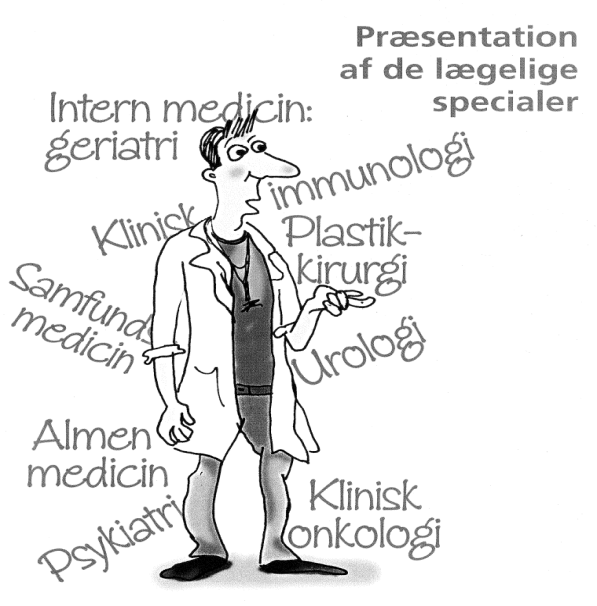 Præsentation
af de lægelige
specialer
Intern medicin:
geriatri
Klinisk immunologi
Plastik-
kirurgi
Samfunds
medicin
Urologi
Almen
medicin
Psykiatri
Klinisk
onkologi